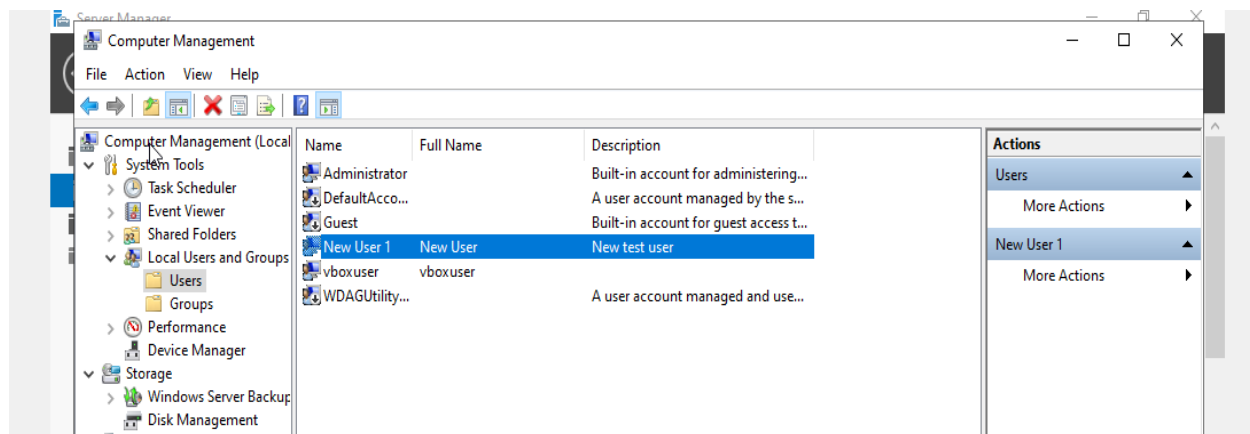 Server Manager
Computer Management
File Action View Help
Computer Management (Local
System Tools
Task Scheduler
Event Viewer
Shared Folders
Local Users and Groups
Users
Groups
Performance
Device Manager
Storage
Windows Server Backup
Disk Management
Name Full Name Description
Administrator Built-in account for administering...
DefaultAcco... A user account managed by the s...
Guest Built-in account for guest access t...
New User 1 New User New test user
vboxuser vboxuser
WDAGUtility... A user account managed and use...
Actions
Users
More Actions
New User 1
More Actions